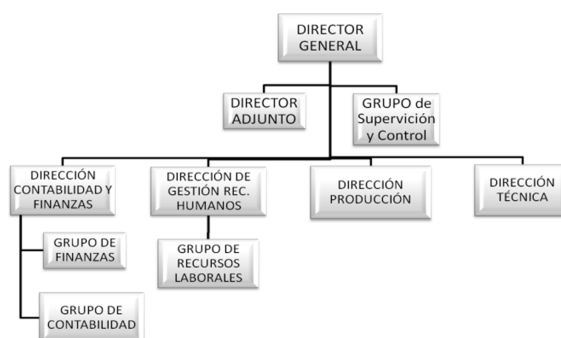 DIRECTOR
GENERAL
DIRECTOR
ADJUNTO
GRUPO de
Supervición
y Control
DIRECCIÓN
CONTABILIDAD Y
FINANZAS
DIRECCIÓN DE
GESTIÓN REC.
HUMANOS
DIRECCIÓN
PRODUCCIÓN
DIRECCIÓN
TÉCNICA
GRUPO DE
FINANZAS
GRUPO DE
RECURSOS
LABORALES
GRUPO DE
CONTABILIDAD